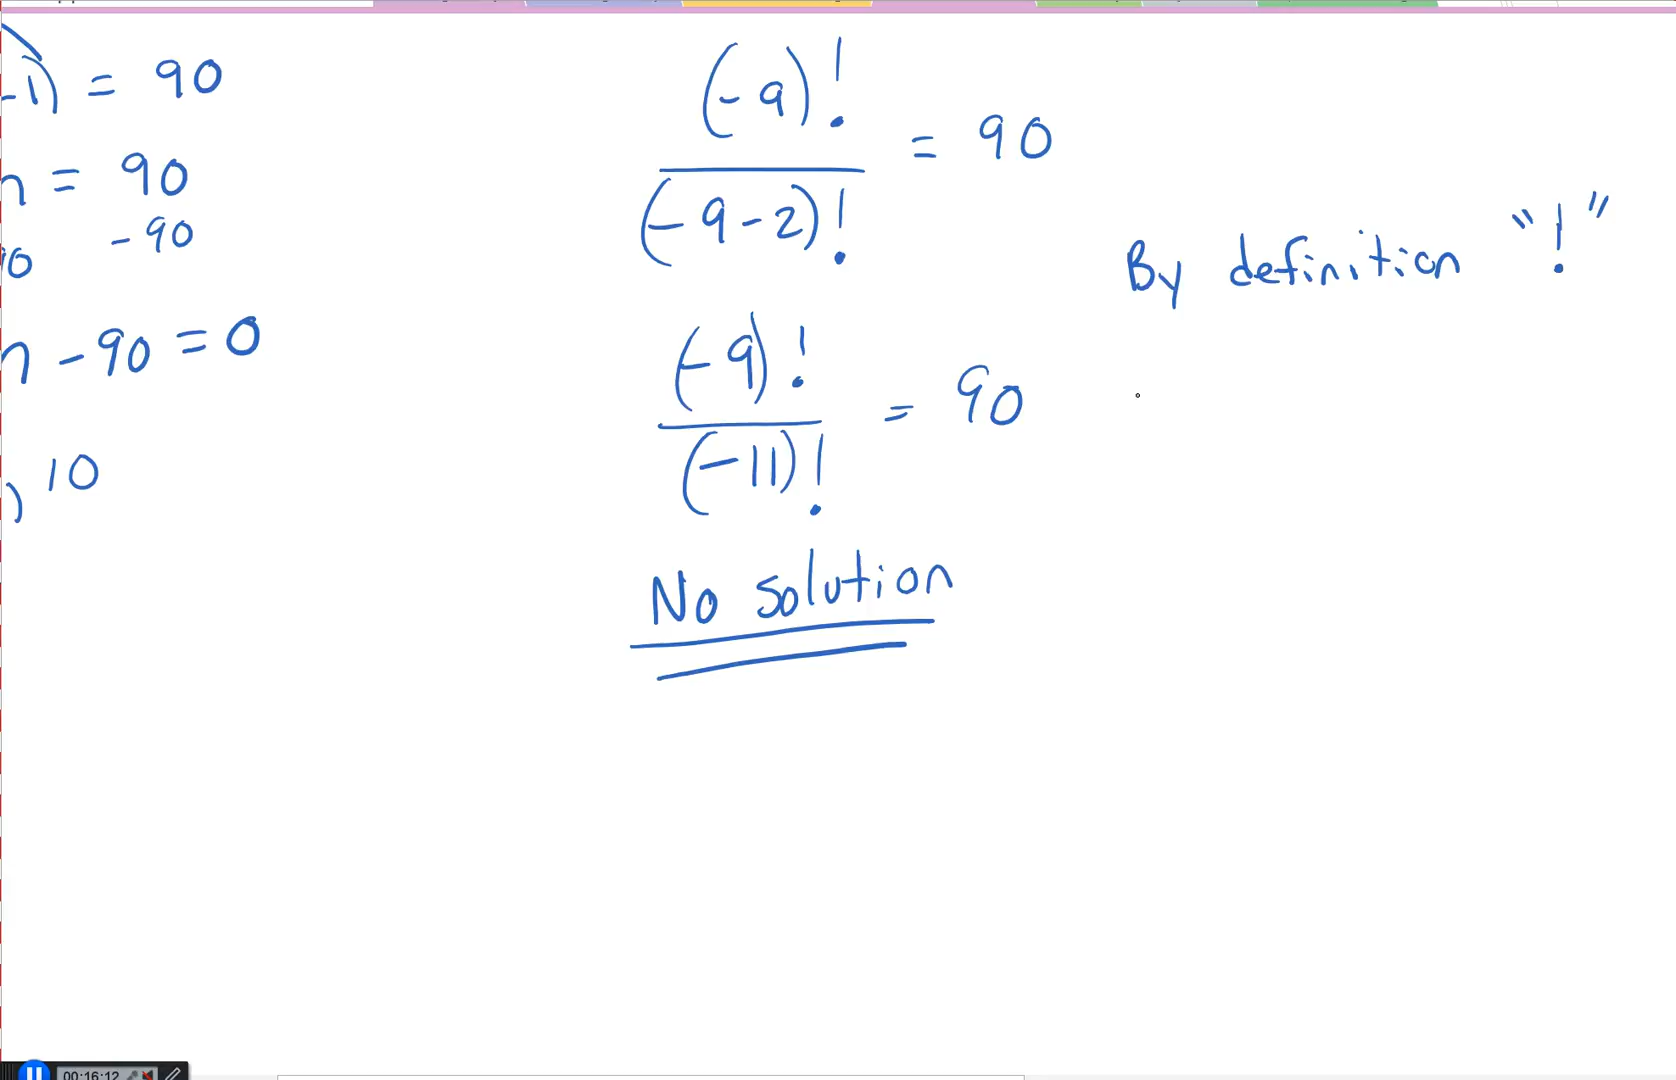 -1) = 90
n = 90
-90
n - 90 = 0
) 10
(-9)!
= 90
(-9-2)!
By definition "!"
(-9)!
= 90
(-11)!
No solution
00:16:12